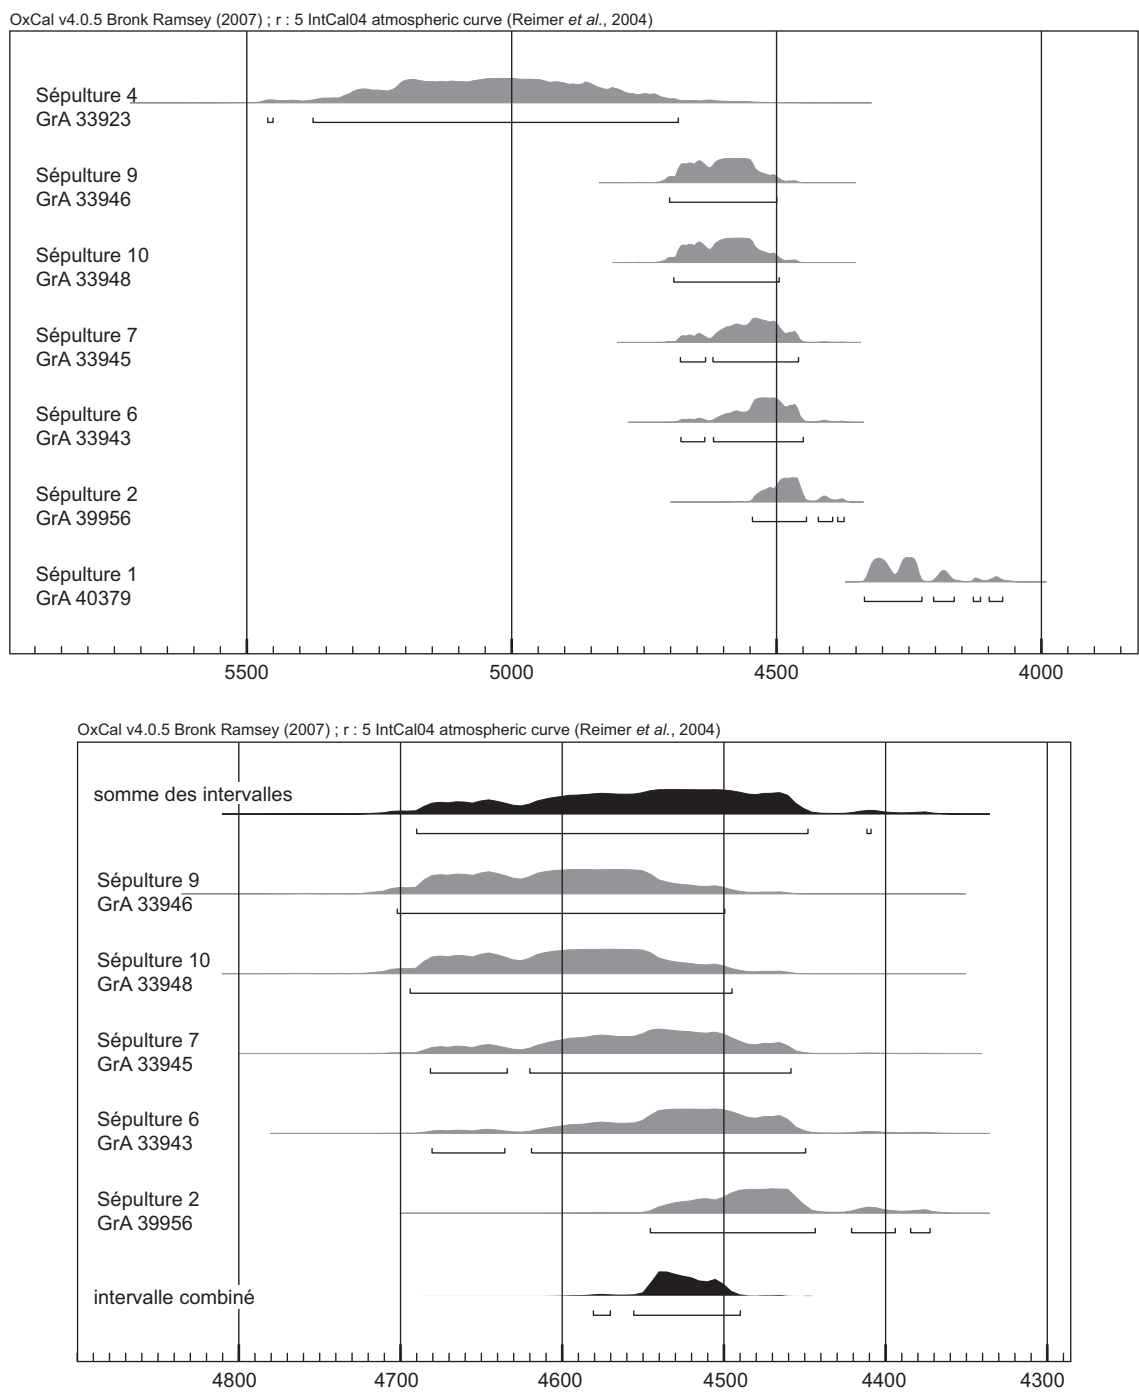 OxCal v4.0.5 Bronk Ramsey (2007) ; r : 5 IntCal04 atmospheric curve (Reimer et al., 2004)
Sépulture 4
GrA 33923
Sépulture 9
GrA 33946
Sépulture 10
GrA 33948
Sépulture 7
GrA 33945
Sépulture 6
GrA 33943
Sépulture 2
GrA 39956
Sépulture 1
GrA 40379
5500 5000 4500 4000
OxCal v4.0.5 Bronk Ramsey (2007) ; r : 5 IntCal04 atmospheric curve (Reimer et al., 2004)
somme des intervalles
Sépulture 9
GrA 33946
Sépulture 10
GrA 33948
Sépulture 7
GrA 33945
Sépulture 6
GrA 33943
Sépulture 2
GrA 39956
intervalle combiné
4800 4700 4600 4500 4400 4300